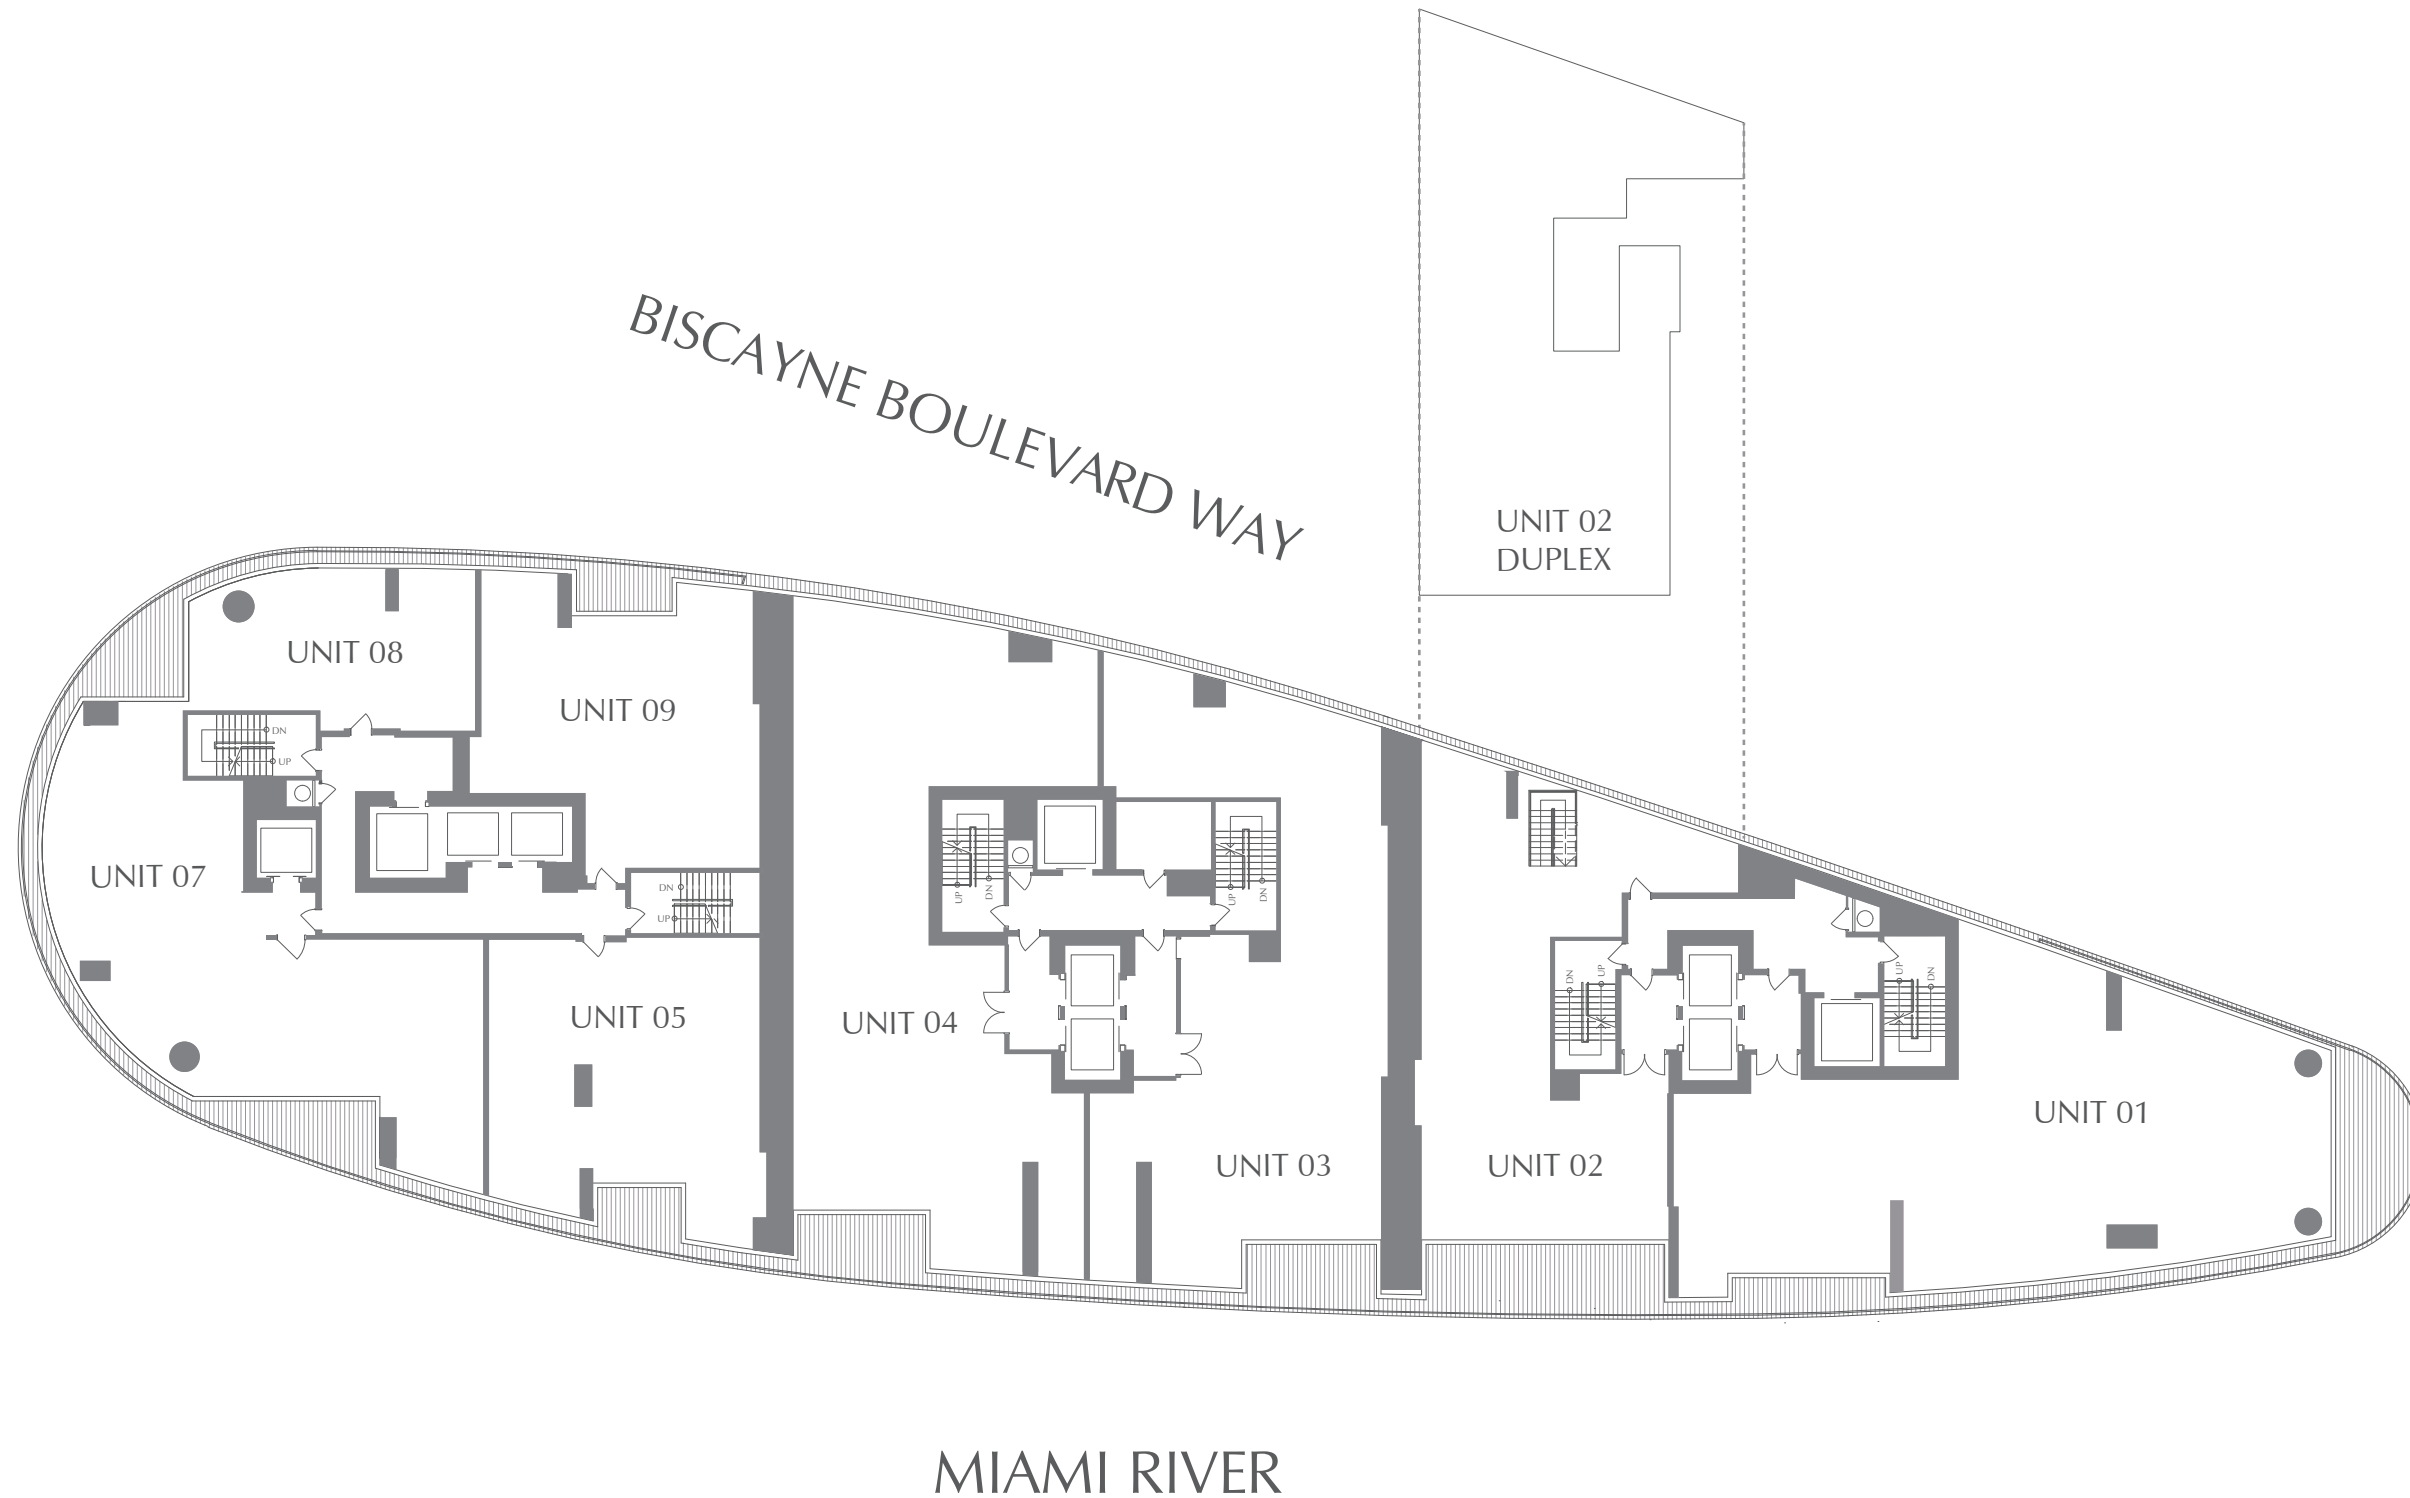 BISCAYNE BOULEVARD WAY
UNIT 02
DUPLEX
UNIT 08
UNIT 09
DN
UP
UNIT 07
DN
UP
UNIT 05
UNIT 04
UP
DN
UP
DN
UNIT 03
UNIT 02
DN
UP
UP
DN
UNIT 01
MIAMI RIVER